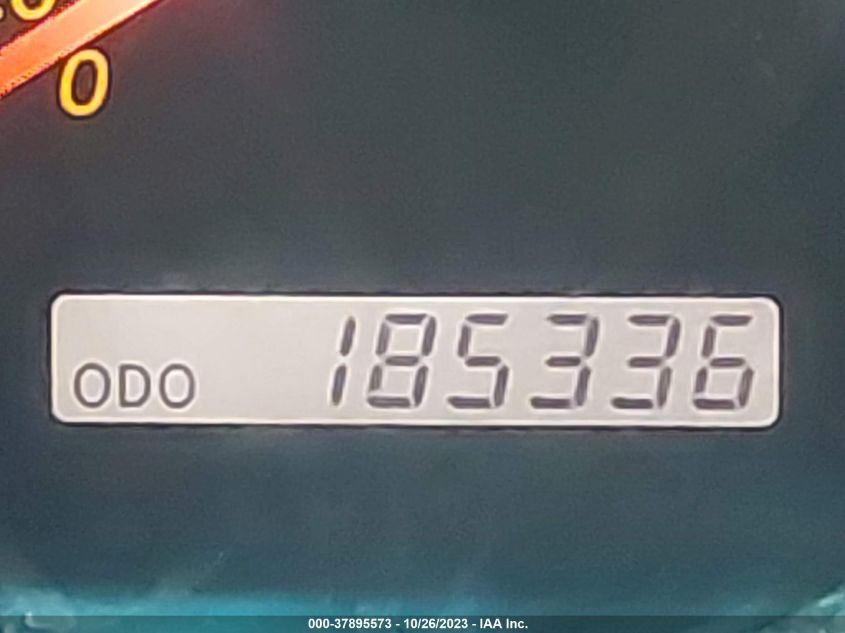 0
ODO 185336
000-37895573 - 10/26/2023 - IAA Inc.